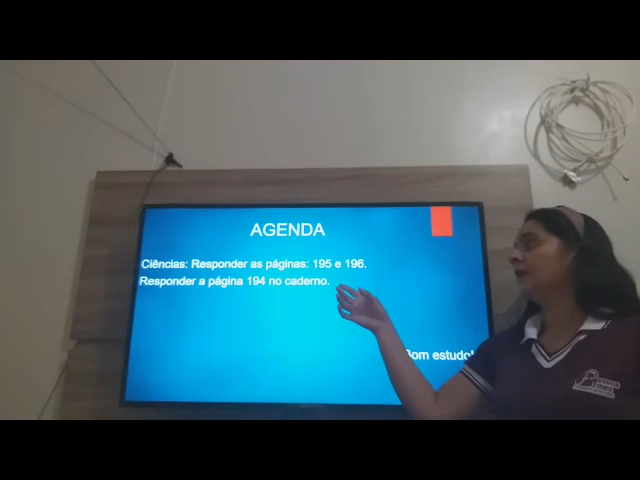 AGENDA
Ciências: Responder as páginas: 195 e 196.
Responder a página 194 no caderno.
Bom estudo!